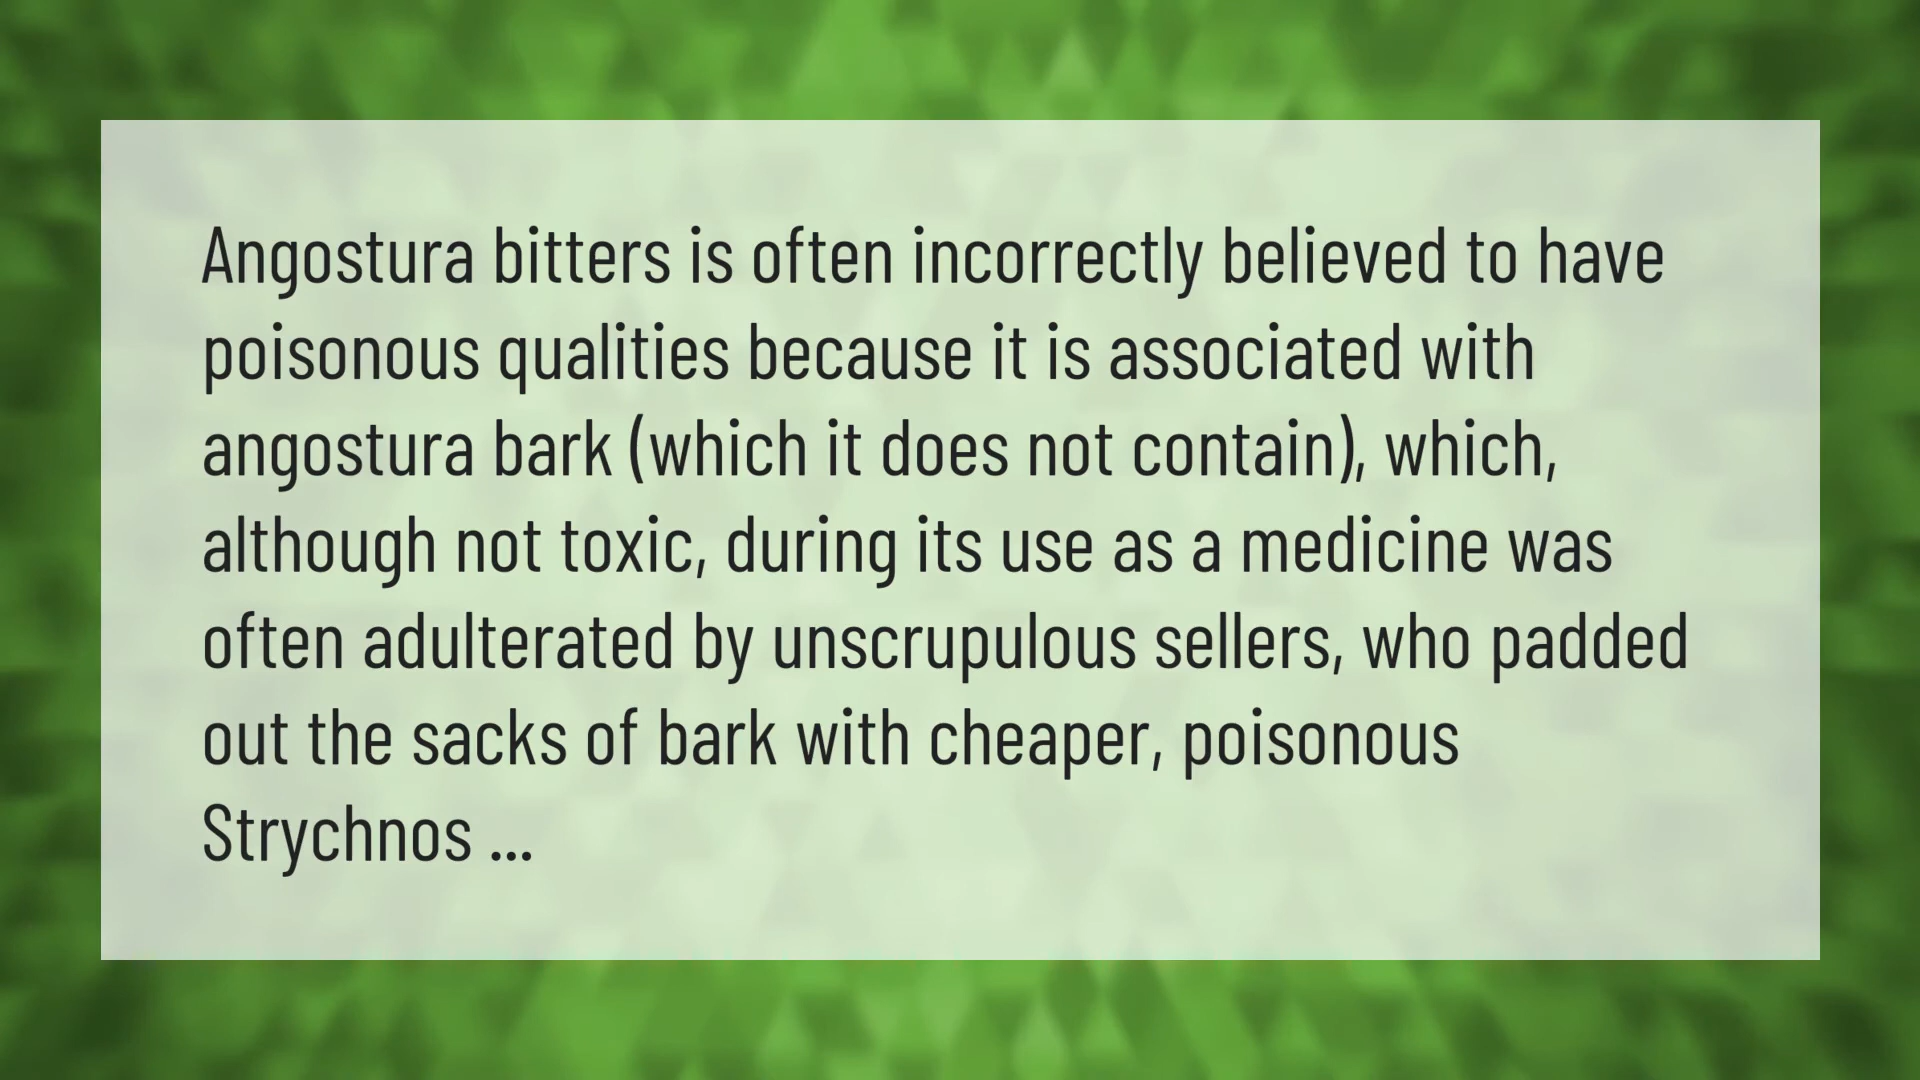 Angostura bitters is often incorrectly believed to have
poisonous qualities because it is associated with
angostura bark (which it does not contain), which,
although not toxic, during its use as a medicine was
often adulterated by unscrupulous sellers, who padded
out the sacks of bark with cheaper, poisonous
Strychnos ...